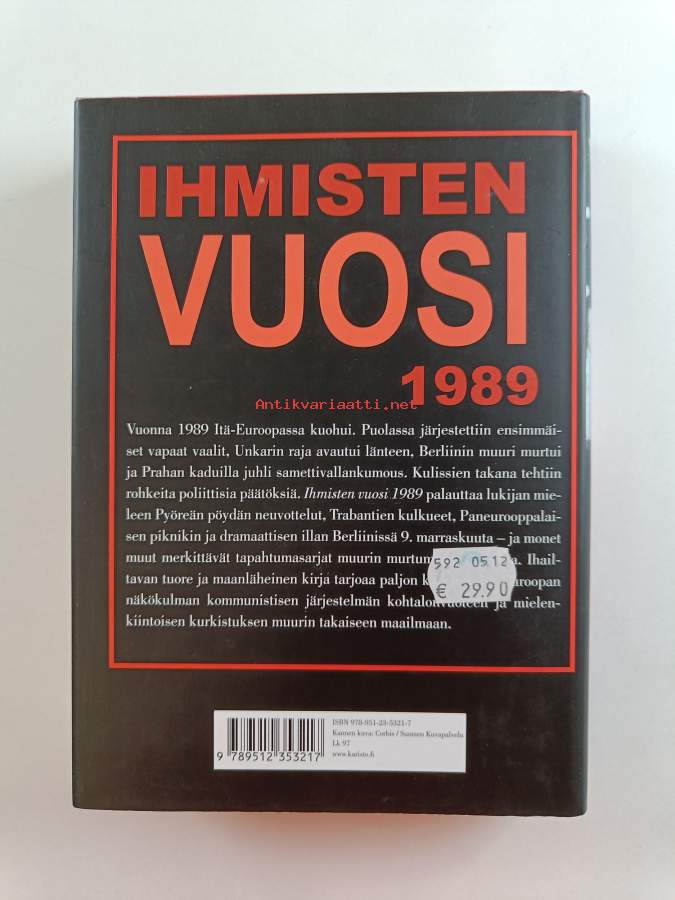 IHMISTEN
VUOSI
1989
Antikvariaatti.net
Vuonna 1989 Itä-Euroopassa kuohui. Puolassa järjestettiin ensimmäi-
set vapaat vaalit, Unkarin raja avautui länteen, Berliinin muuri murtui
ja Prahan kaduilla juhli samettivallankumous. Kulissien takana tehtiin
rohkeita poliittisia päätöksiä. Ihmisten vuosi 1989 palauttaa lukijan mie-
leen Pyöreän pöydän neuvottelut, Trabantien kulkueet, Paneurooppalai-
sen piknikin ja dramaattisen illan Berliinissä 9. marraskuuta – ja monet
muut merkittävät tapahtumasarjat muurin
592 05 12
€ 29.90
Ihail-
tavan tuore ja maanläheinen kirja tarjoaa paljon
näkökulman kommunistisen järjestelmän
ja mielen-
kiintoisen kurkistuksen muurin takaiseen maailmaan.
ISBN 978-951-23-5321-7
Kannen kuva: Corbis / Suomen Kuvapalvelu
Lk 97
www.karisto.fi
9 789512 353217